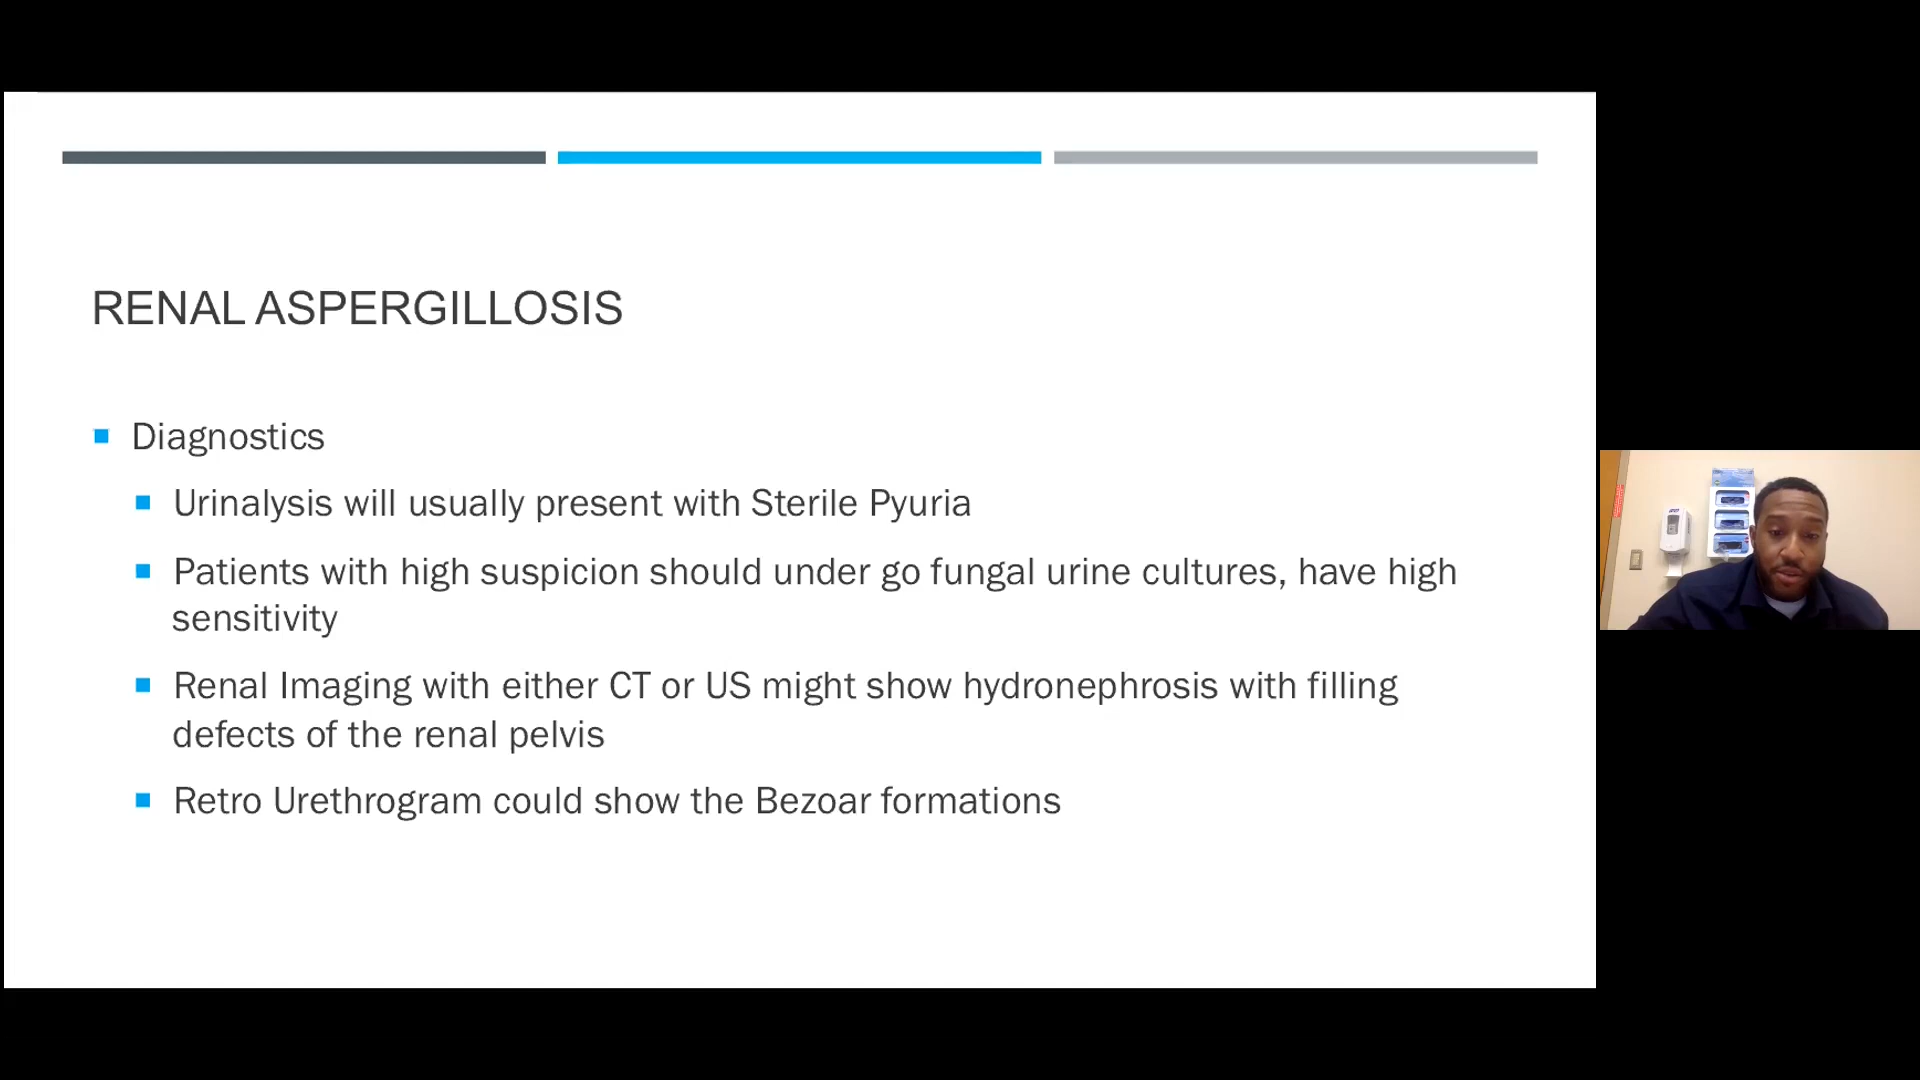 RENAL ASPERGILLOSIS
Diagnostics
Urinalysis will usually present with Sterile Pyuria
Patients with high suspicion should under go fungal urine cultures, have high
sensitivity
Renal Imaging with either CT or US might show hydronephrosis with filling
defects of the renal pelvis
Retro Urethrogram could show the Bezoar formations